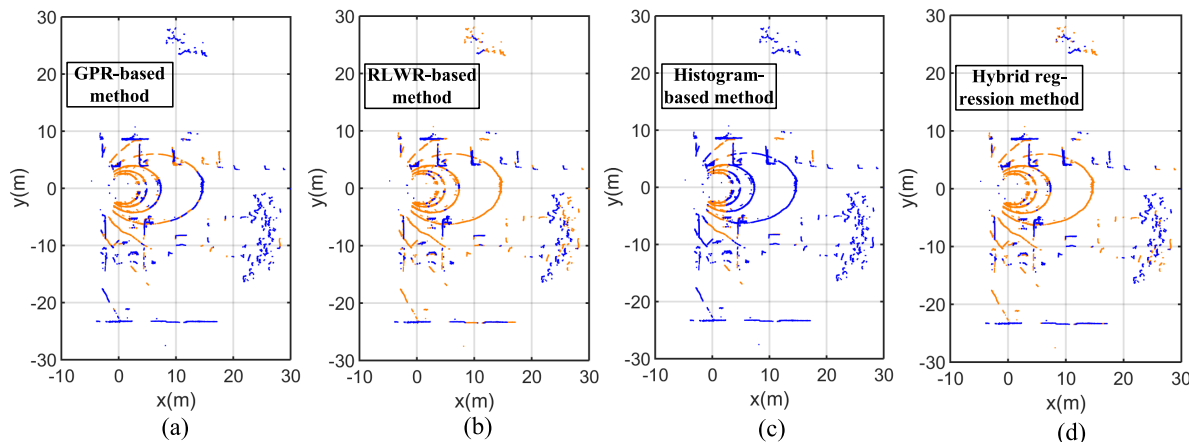 30
20
10
0
-10
-20
-30
-10 0 10 20 30
x(m)
y(m)
GPR-based
method
(a)
30
20
10
0
-10
-20
-30
-10 0 10 20 30
x(m)
y(m)
RLWR-based
method
(b)
30
20
10
0
-10
-20
-30
-10 0 10 20 30
x(m)
y(m)
Histogram-
based method
(c)
30
20
10
0
-10
-20
-30
-10 0 10 20 30
x(m)
y(m)
Hybrid reg-
ression method
(d)